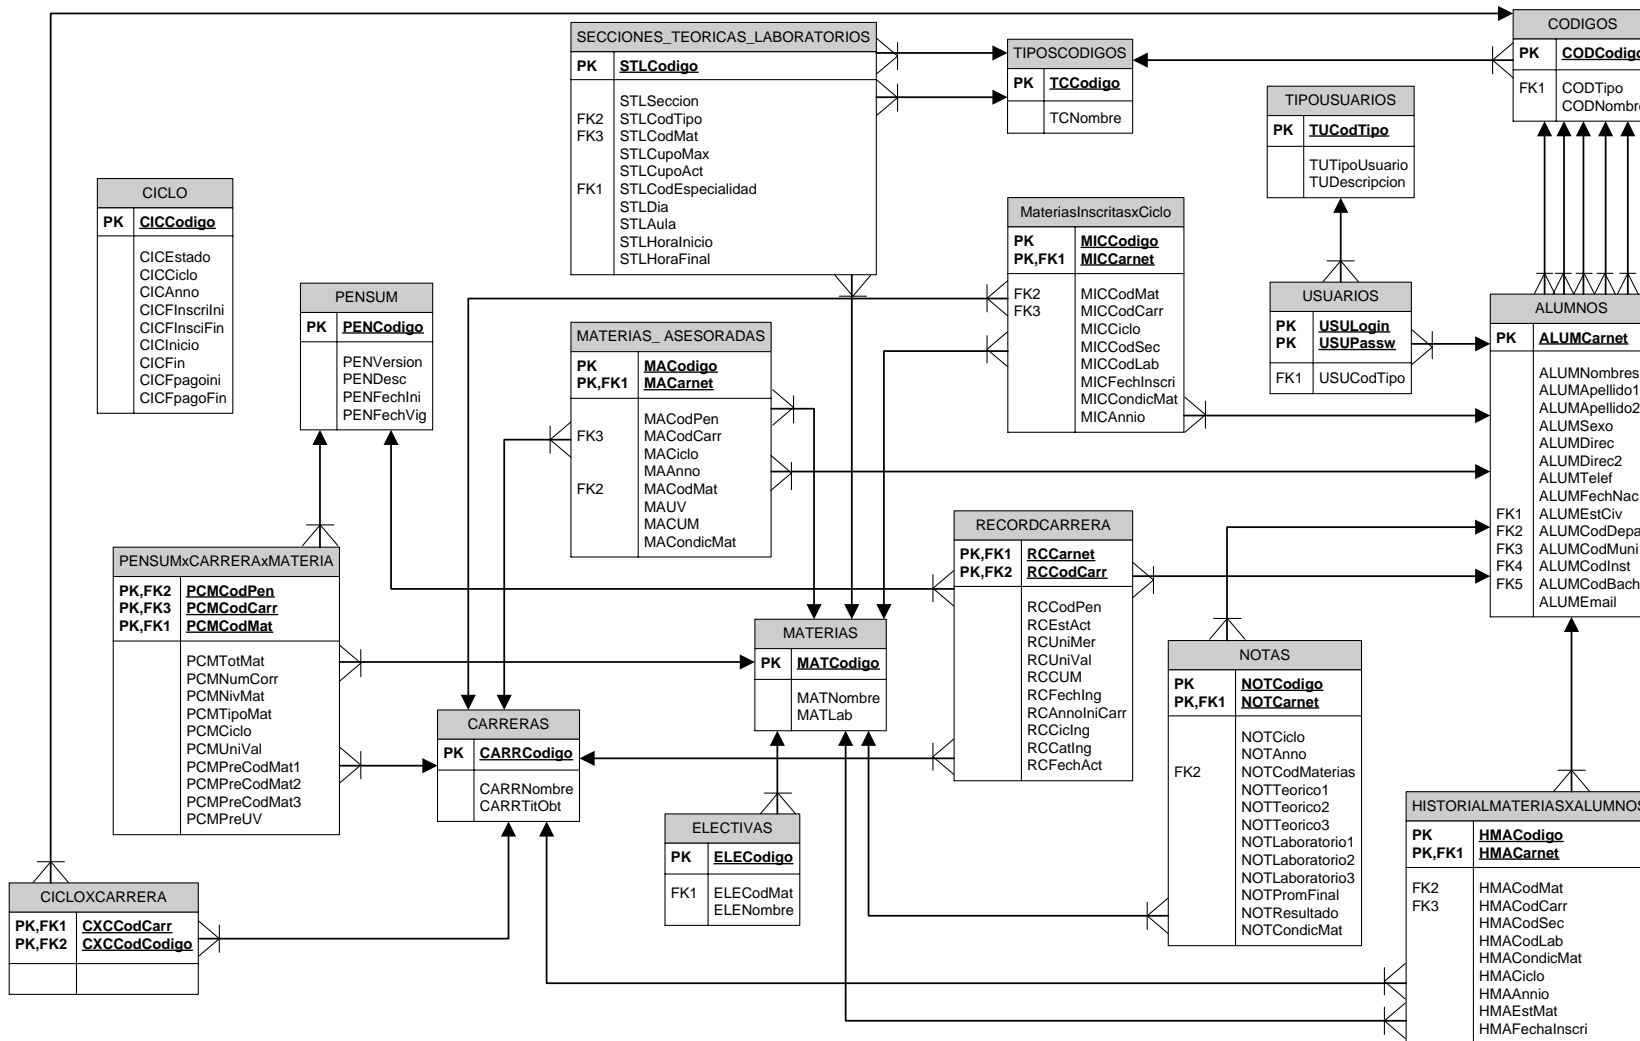 SECCIONES_TEORICAS_LABORATORIOS
PK STLCodigo
STLSeccion
FK2 STLCodTipo
FK3 STLCodMat
STLCupoMax
STLCupoAct
FK1 STLCodEspecialidad
STLDia
STLAula
STLHoraInicio
STLHoraFinal
TIPOSCODIGOS
PK TCCodigo
TCNombre
CODIGOS
PK CODCodigo
FK1 CODTipo
CODNombre
TIPOUSUARIOS
PK TUCodTipo
TUTipoUsuario
TUDescripcion
CICLO
PK CICCodigo
CICEstado
CICCiclo
CICAnno
CICFInscriIni
CICFInsciFin
CICInicio
CICFin
CICFpagoini
CICFpagoFin
PENSUM
PK PENCodigo
PENVersion
PENDesc
PENFechIni
PENFechVig
MateriasInscritasxCiclo
PK MICCodigo
PK,FK1 MICCarnet
FK2 MICCodMat
FK3 MICCodCarr
MICCiclo
MICCodSec
MICCodLab
MICFechInscri
MICCondicMat
MICAnnio
USUARIOS
PK USULogin
PK USUPassw
FK1 USUCodTipo
ALUMNOS
PK ALUMCarnet
ALUMNombres
ALUMApellido1
ALUMApellido2
ALUMSexo
ALUMDirec
ALUMDirec2
ALUMTelef
ALUMFechNac
FK1 ALUMEstCiv
FK2 ALUMCodDepa
FK3 ALUMCodMuni
FK4 ALUMCodInst
FK5 ALUMCodBach
ALUMEmail
MATERIAS_ ASESORADAS
PK MACodigo
PK,FK1 MACarnet
MACodPen
FK3 MACodCarr
MACiclo
MAAnno
FK2 MACodMat
MAUV
MACUM
MACondicMat
RECORDCARRERA
PK,FK1 RCCarnet
PK,FK2 RCCodCarr
RCCodPen
RCEstAct
RCUniMer
RCUniVal
RCCUM
RCFechIng
RCAnnoIniCarr
RCCicIng
RCCatIng
RCFechAct
PENSUMxCARRERAxMATERIA
PK,FK2 PCMCodPen
PK,FK3 PCMCodCarr
PK,FK1 PCMCodMat
PCMTotMat
PCMNumCorr
PCMNivMat
PCMTipoMat
PCMCiclo
PCMUniVal
PCMPreCodMat1
PCMPreCodMat2
PCMPreCodMat3
PCMPreUV
MATERIAS
PK MATCodigo
MATNombre
MATLab
NOTAS
PK NOTCodigo
PK,FK1 NOTCarnet
NOTCiclo
NOTAnno
FK2 NOTCodMaterias
NOTTeorico1
NOTTeorico2
NOTTeorico3
NOTLaboratorio1
NOTLaboratorio2
NOTLaboratorio3
NOTPromFinal
NOTResultado
NOTCondicMat
CARRERAS
PK CARRCodigo
CARRNombre
CARRTitObt
ELECTIVAS
PK ELECodigo
FK1 ELECodMat
ELENombre
HISTORIALMATERIASXALUMNOS
PK HMACodigo
PK,FK1 HMACarnet
FK2 HMACodMat
FK3 HMACodCarr
HMACodSec
HMACodLab
HMACondicMat
HMACiclo
HMAAnnio
HMAEstMat
HMAFechaInscri
CICLOXCARRERA
PK,FK1 CXCCodCarr
PK,FK2 CXCCodCodigo